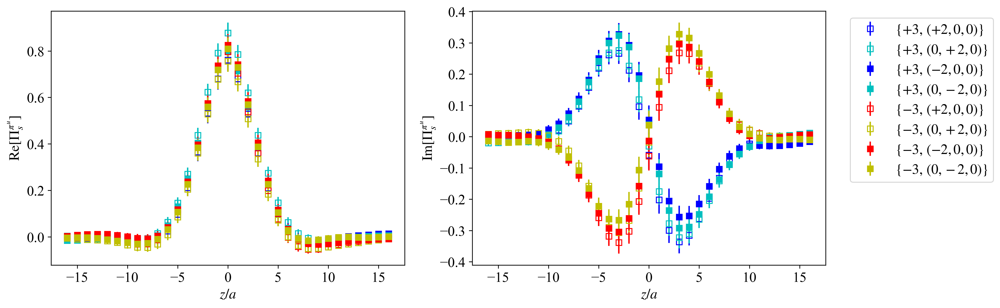 Re[Π_s^{π^u}]
0.8
0.6
0.4
0.2
0.0
−15 −10 −5 0 5 10 15
z/a
Im[Π_s^{π^u}]
0.4
0.3
0.2
0.1
0.0
−0.1
−0.2
−0.3
−0.4
−15 −10 −5 0 5 10 15
z/a
{+3, (+2, 0, 0)}
{+3, (0, +2, 0)}
{+3, (−2, 0, 0)}
{+3, (0, −2, 0)}
{−3, (+2, 0, 0)}
{−3, (0, +2, 0)}
{−3, (−2, 0, 0)}
{−3, (0, −2, 0)}